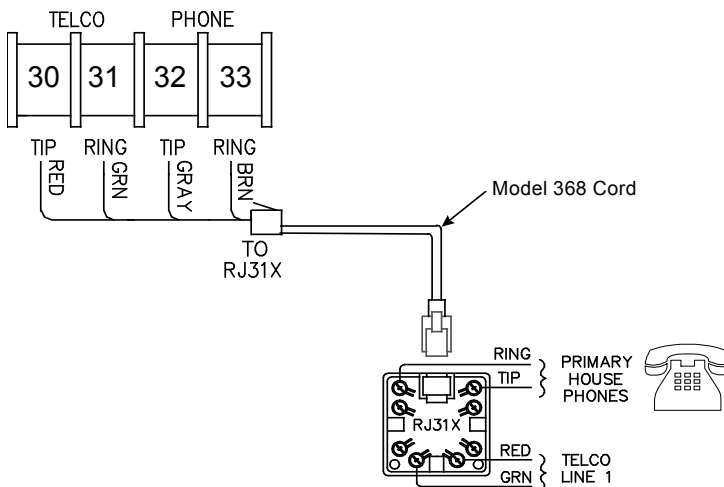 TELCO PHONE
30 31 32 33
TIP RING TIP RING
RED GRN GRAY BRN
Model 368 Cord
TO
RJ31X
RING
TIP
PRIMARY
HOUSE
PHONES
RJ31X
RED
GRN
TELCO
LINE 1